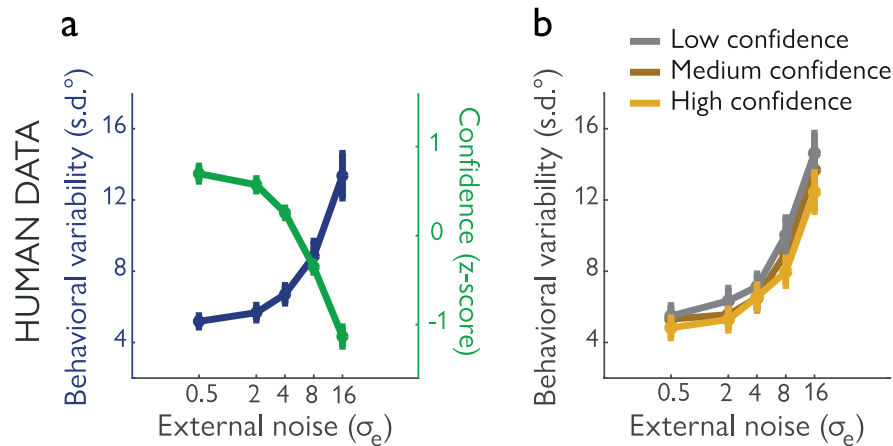 a
b
HUMAN DATA
Behavioral variability (s.d.°)
16
12
8
4
Confidence (z-score)
1
0
-1
0.5 2 4 8 16
External noise (σe)
Low confidence
Medium confidence
High confidence
Behavioral variability (s.d.°)
16
12
8
4
0.5 2 4 8 16
External noise (σe)